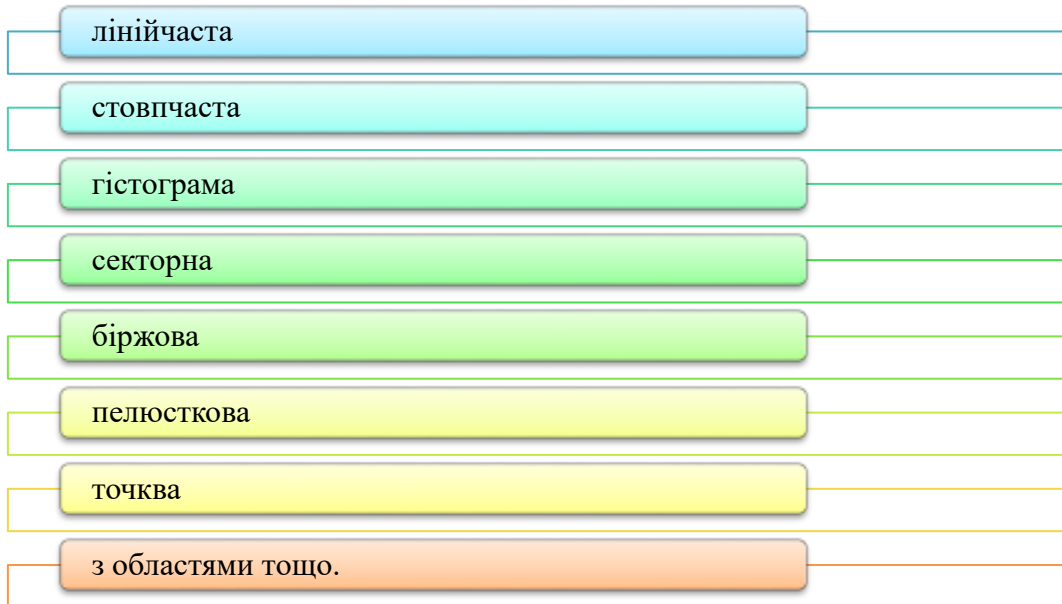 лінійчаста
стовпчаста
гістограма
секторна
біржова
пелюсткова
точква
з областями тощо.